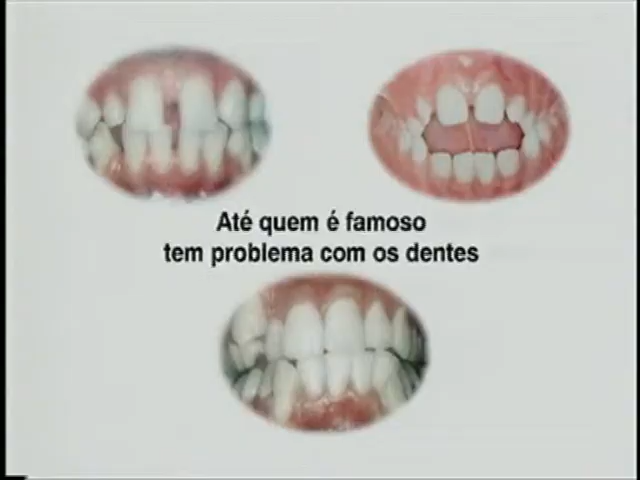 Até quem é famoso
tem problema com os dentes